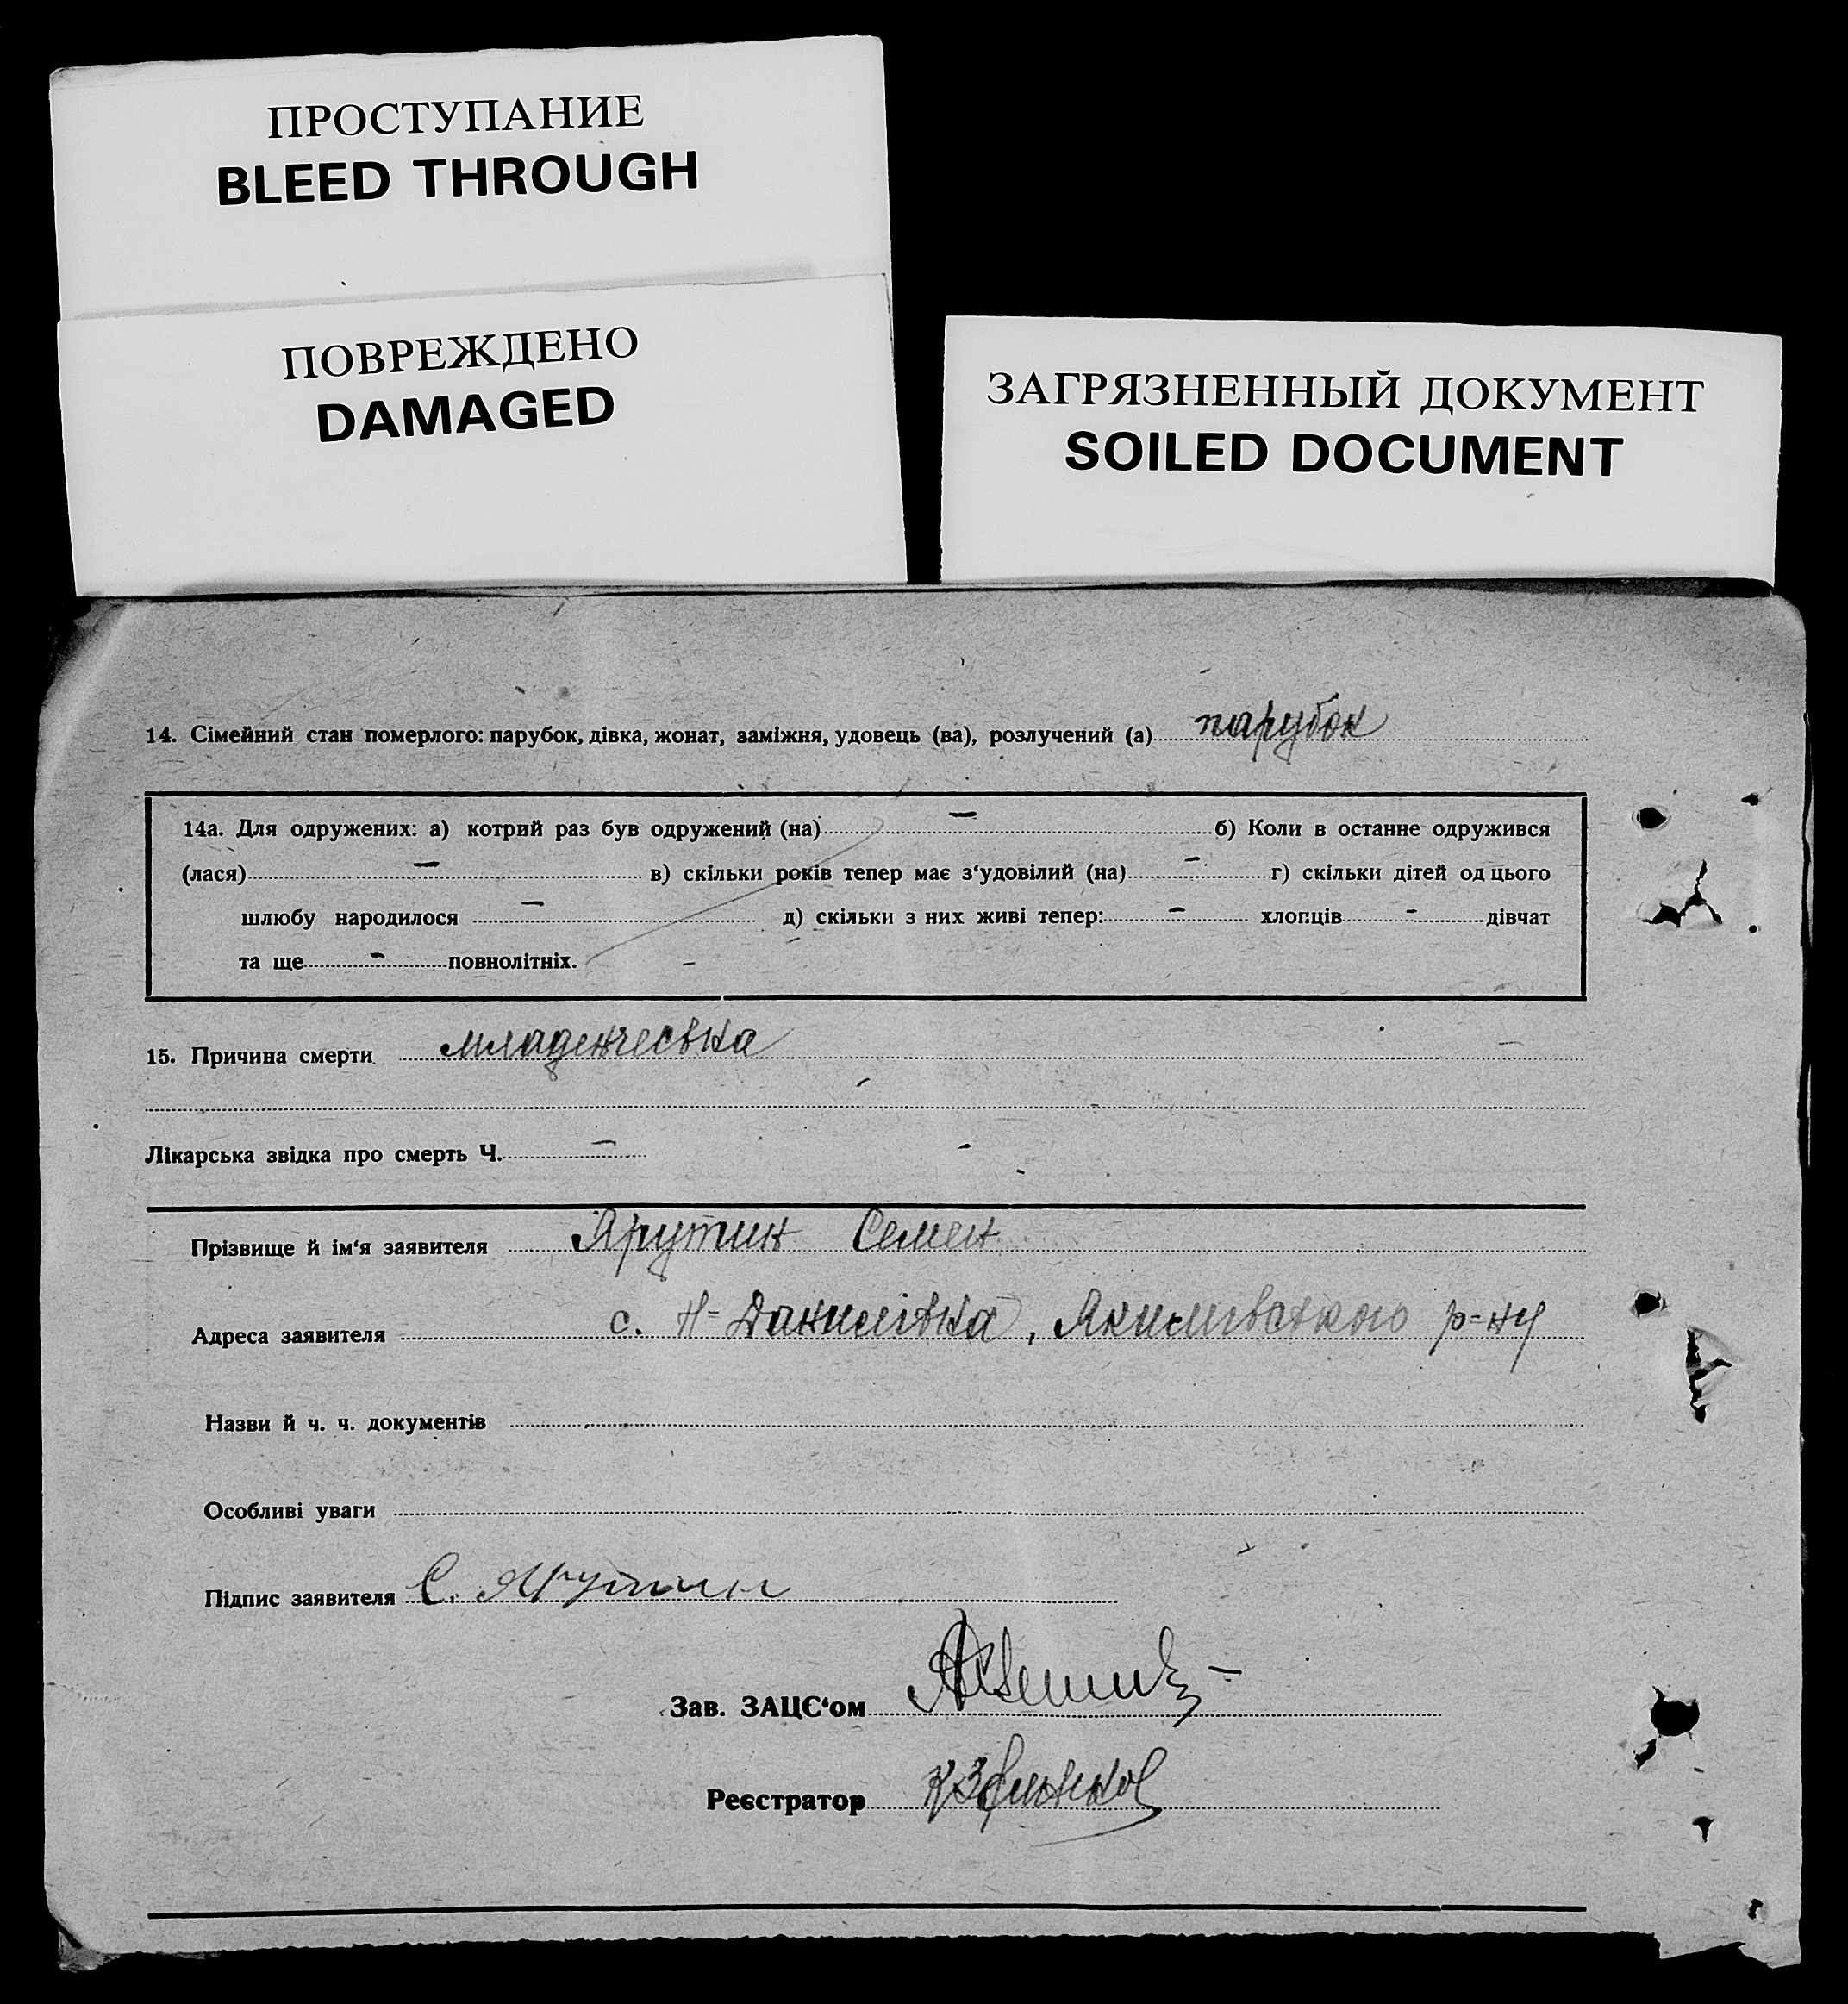 ПРОСТУПАНИЕ
BLEED THROUGH
ПОВРЕЖДЕНО
DAMAGED
ЗАГРЯЗНЕННЫЙ ДОКУМЕНТ
SOILED DOCUMENT
14. Сімейний стан померлого: парубок, дівка, жонат, заміжня, удовець (ва), розлучений (а) парубок
14а. Для одружених: а) котрий раз був одружений (на) — б) Коли в останне одружився
(лася) — в) скільки років тепер має з‘удовілий (на) - г) скільки дітей од цього
шлюбу народилося — д) скільки з них живі тепер: - хлопців - дівчат
та ще - повнолітніх. -
15. Причина смерти младенчеська
Лікарська звідка про смерть Ч. —
Прізвище й ім‘я заявителя Ярутин Семен
Адреса заявителя с. Н-Данилівка, Якимівського р-ну
Назви й ч. ч. документів
Особливі уваги
Підпис заявителя С. Ярутин
Зав. ЗАЦЄ‘ом
Реєстратор